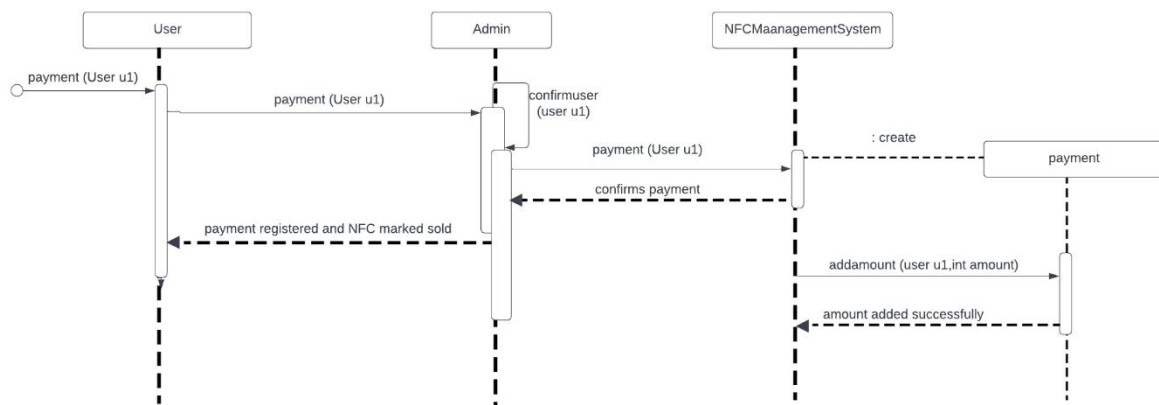 User
Admin
NFCMaanagementSystem
payment (User u1)
payment (User u1)
confirmuser
(user u1)
payment (User u1)
: create
payment
confirms payment
payment registered and NFC marked sold
addamount (user u1,int amount)
amount added successfully